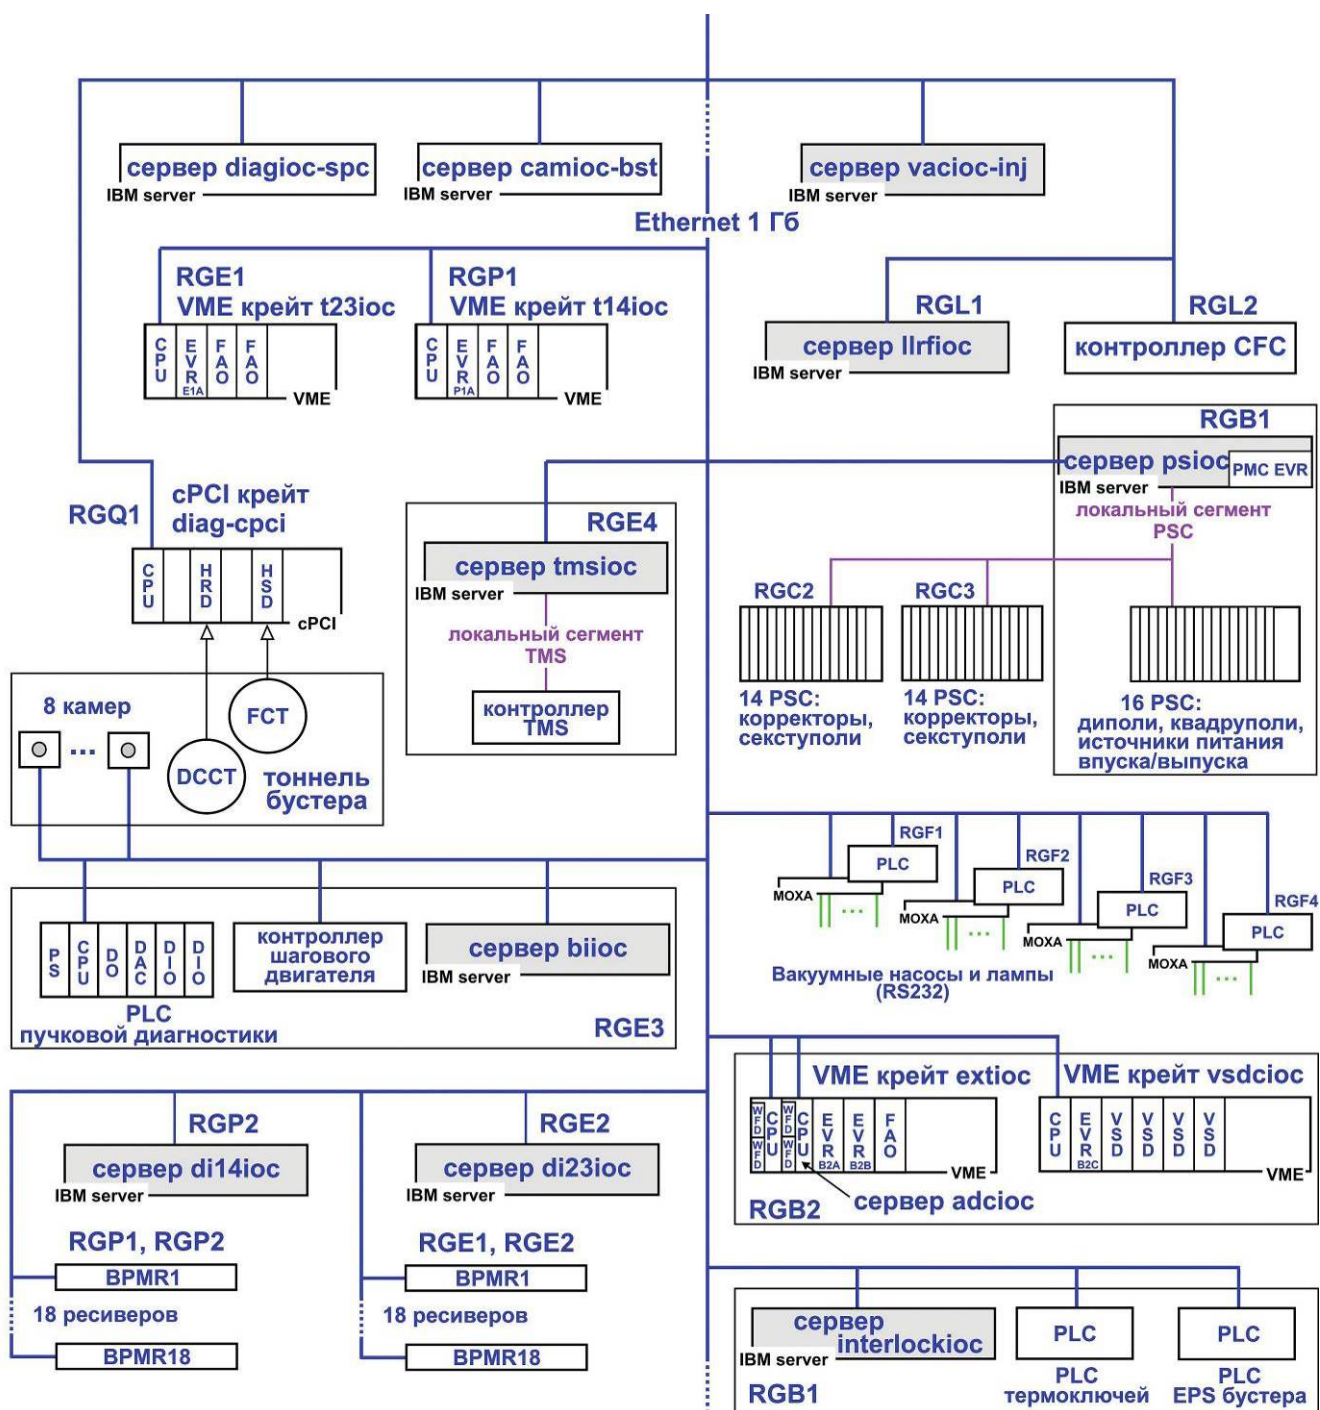 сервер diagioc-spc
IBM server
сервер camioc-bst
IBM server
сервер vacioc-inj
IBM server
Ethernet 1 Гб
RGE1
VME крейт t23ioc
CPU
EVR
E1A
FAO
FAO
VME
RGP1
VME крейт t14ioc
CPU
EVR
P1A
FAO
FAO
VME
RGL1
сервер llrfioc
IBM server
RGL2
контроллер CFC
RGB1
сервер psioc
PMC EVR
IBM server
локальный сегмент
PSC
RGQ1
cPCI крейт
diag-cpci
CPU
HRD
HSD
cPCI
RGE4
сервер tmsioc
IBM server
локальный сегмент
TMS
контроллер
TMS
RGC2
14 PSC:
корректоры,
секступоли
RGC3
14 PSC:
корректоры,
секступоли
16 PSC:
диполи, квадруполи,
источники питания
впуска/выпуска
8 камер
...
FCT
DCCT
тоннель
бустера
RGF1
PLC
MOXA
...
RGF2
PLC
MOXA
...
RGF3
PLC
MOXA
...
RGF4
PLC
MOXA
...
Вакуумные насосы и лампы
(RS232)
PS
CPU
DO
DAC
DIO
DIO
PLC
пучковой диагностики
контроллер
шагового
двигателя
сервер biioc
IBM server
RGE3
VME крейт extioc
WFD
WFD
CPU
WFD
WFD
CPU
EVR
B2A
EVR
B2B
FAO
VME
сервер adcioc
RGB2
VME крейт vsdcioc
CPU
EVR
B2C
VSD
VSD
VSD
VSD
VME
RGP2
сервер di14ioc
IBM server
RGE2
сервер di23ioc
IBM server
RGP1, RGP2
BPMR1
18 ресиверов
BPMR18
RGE1, RGE2
BPMR1
18 ресиверов
BPMR18
сервер
interlockioc
IBM server
RGB1
PLC
PLC
термоключей
PLC
PLC
EPS бустера